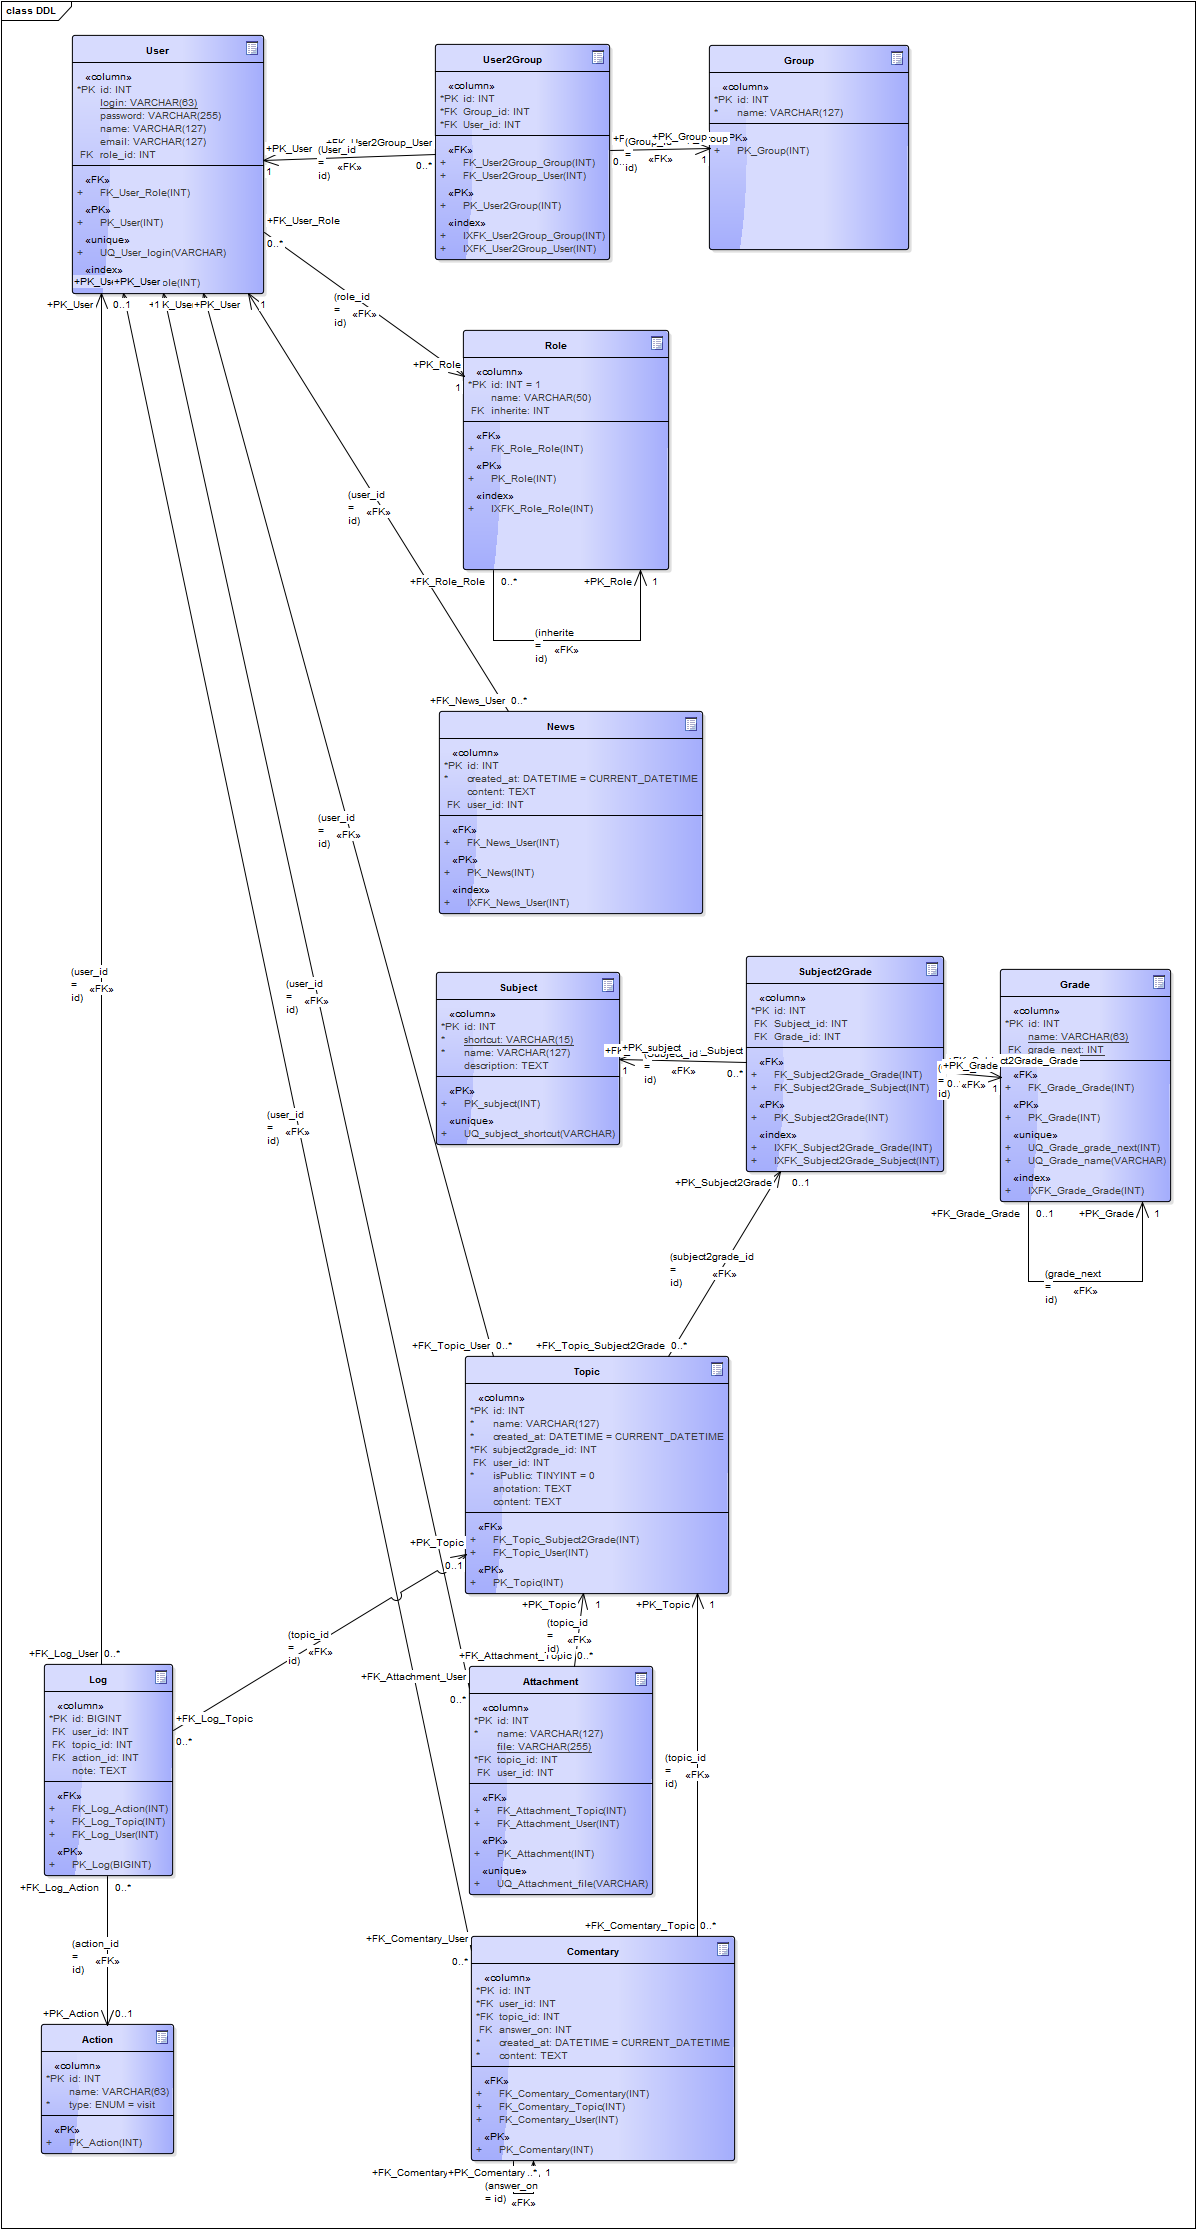 class DDL
User
«column»
*PK id: INT
login: VARCHAR(63)
password: VARCHAR(255)
name: VARCHAR(127)
email: VARCHAR(127)
FK role_id: INT
«FK»
+ FK_User_Role(INT)
«PK»
+ PK_User(INT)
«unique»
+ UQ_User_login(VARCHAR)
«index»
ole(INT)
User2Group
«column»
*PK id: INT
*FK Group_id: INT
*FK User_id: INT
«FK»
+ FK_User2Group_Group(INT)
+ FK_User2Group_User(INT)
«PK»
+ PK_User2Group(INT)
«index»
+ IXFK_User2Group_Group(INT)
+ IXFK_User2Group_User(INT)
Group
«column»
*PK id: INT
* name: VARCHAR(127)
PK»
+ PK_Group(INT)
+PK_User
1
(User_id
=
id)
«FK»
+FK_User2Group_User
0..*
(Group_id
=
id)
«FK»
+PK_Group
1
+FK_User_Role
0..*
(role_id
=
id)
«FK»
+PK_Role
1
+PK_User
+PK_User
+PK_User
0..1
+PK_User
1
Role
«column»
*PK id: INT = 1
name: VARCHAR(50)
FK inherite: INT
«FK»
+ FK_Role_Role(INT)
«PK»
+ PK_Role(INT)
«index»
+ IXFK_Role_Role(INT)
+FK_Role_Role 0..*
+PK_Role 1
(inherite
=
id)
«FK»
(user_id
=
id)
«FK»
+FK_News_User 0..*
News
«column»
*PK id: INT
* created_at: DATETIME = CURRENT_DATETIME
content: TEXT
FK user_id: INT
«FK»
+ FK_News_User(INT)
«PK»
+ PK_News(INT)
«index»
+ IXFK_News_User(INT)
(user_id
=
id)
«FK»
(user_id
=
id)
«FK»
(user_id
=
id)
«FK»
(user_id
=
id)
«FK»
Subject
«column»
*PK id: INT
* shortcut: VARCHAR(15)
* name: VARCHAR(127)
description: TEXT
«PK»
+ PK_subject(INT)
«unique»
+ UQ_subject_shortcut(VARCHAR)
+PK_subject
1
(Subject_id
=
id)
«FK»
_Subject
0..*
Subject2Grade
«column»
*PK id: INT
FK Subject_id: INT
FK Grade_id: INT
«FK»
+ FK_Subject2Grade_Grade(INT)
+ FK_Subject2Grade_Subject(INT)
«PK»
+ PK_Subject2Grade(INT)
«index»
+ IXFK_Subject2Grade_Grade(INT)
+ IXFK_Subject2Grade_Subject(INT)
Grade
«column»
*PK id: INT
name: VARCHAR(63)
FK grade_next: INT
«FK»
+ FK_Grade_Grade(INT)
«PK»
+ PK_Grade(INT)
«unique»
+ UQ_Grade_grade_next(INT)
+ UQ_Grade_name(VARCHAR)
«index»
+ IXFK_Grade_Grade(INT)
+PK_Grade
1
= 0..
id)
«FK»
+FK_Grade_Grade 0..1
+PK_Grade 1
(grade_next
=
id)
«FK»
+PK_Subject2Grade 0..1
(subject2grade_id
=
id)
«FK»
+FK_Topic_User 0..*
+FK_Topic_Subject2Grade 0..*
Topic
«column»
*PK id: INT
* name: VARCHAR(127)
* created_at: DATETIME = CURRENT_DATETIME
*FK subject2grade_id: INT
FK user_id: INT
* isPublic: TINYINT = 0
anotation: TEXT
content: TEXT
«FK»
+ FK_Topic_Subject2Grade(INT)
+ FK_Topic_User(INT)
«PK»
+ PK_Topic(INT)
+PK_Topic
0..1
(topic_id
=
id)
«FK»
+PK_Topic 1
+PK_Topic 1
(topic_id
=
id)
«FK»
+FK_Attachment_Topic 0..*
+FK_Attachment_User
0..*
+FK_Log_User 0..*
Log
«column»
*PK id: BIGINT
FK user_id: INT
FK topic_id: INT
FK action_id: INT
note: TEXT
«FK»
+ FK_Log_Action(INT)
+ FK_Log_Topic(INT)
+ FK_Log_User(INT)
«PK»
+ PK_Log(BIGINT)
+FK_Log_Topic
0..*
Attachment
«column»
*PK id: INT
* name: VARCHAR(127)
file: VARCHAR(255)
*FK topic_id: INT
FK user_id: INT
«FK»
+ FK_Attachment_Topic(INT)
+ FK_Attachment_User(INT)
«PK»
+ PK_Attachment(INT)
«unique»
+ UQ_Attachment_file(VARCHAR)
(topic_id
=
id)
«FK»
+FK_Log_Action 0..*
(action_id
=
id)
«FK»
+PK_Action 0..1
Action
«column»
*PK id: INT
name: VARCHAR(63)
* type: ENUM = visit
«PK»
+ PK_Action(INT)
+FK_Comentary_Topic 0..*
+FK_Comentary_User
0..*
Comentary
«column»
*PK id: INT
*FK user_id: INT
*FK topic_id: INT
FK answer_on: INT
* created_at: DATETIME = CURRENT_DATETIME
* content: TEXT
«FK»
+ FK_Comentary_Comentary(INT)
+ FK_Comentary_Topic(INT)
+ FK_Comentary_User(INT)
«PK»
+ PK_Comentary(INT)
+FK_Comentary
+PK_Comentary
..*, 1
(answer_on
= id)
«FK»